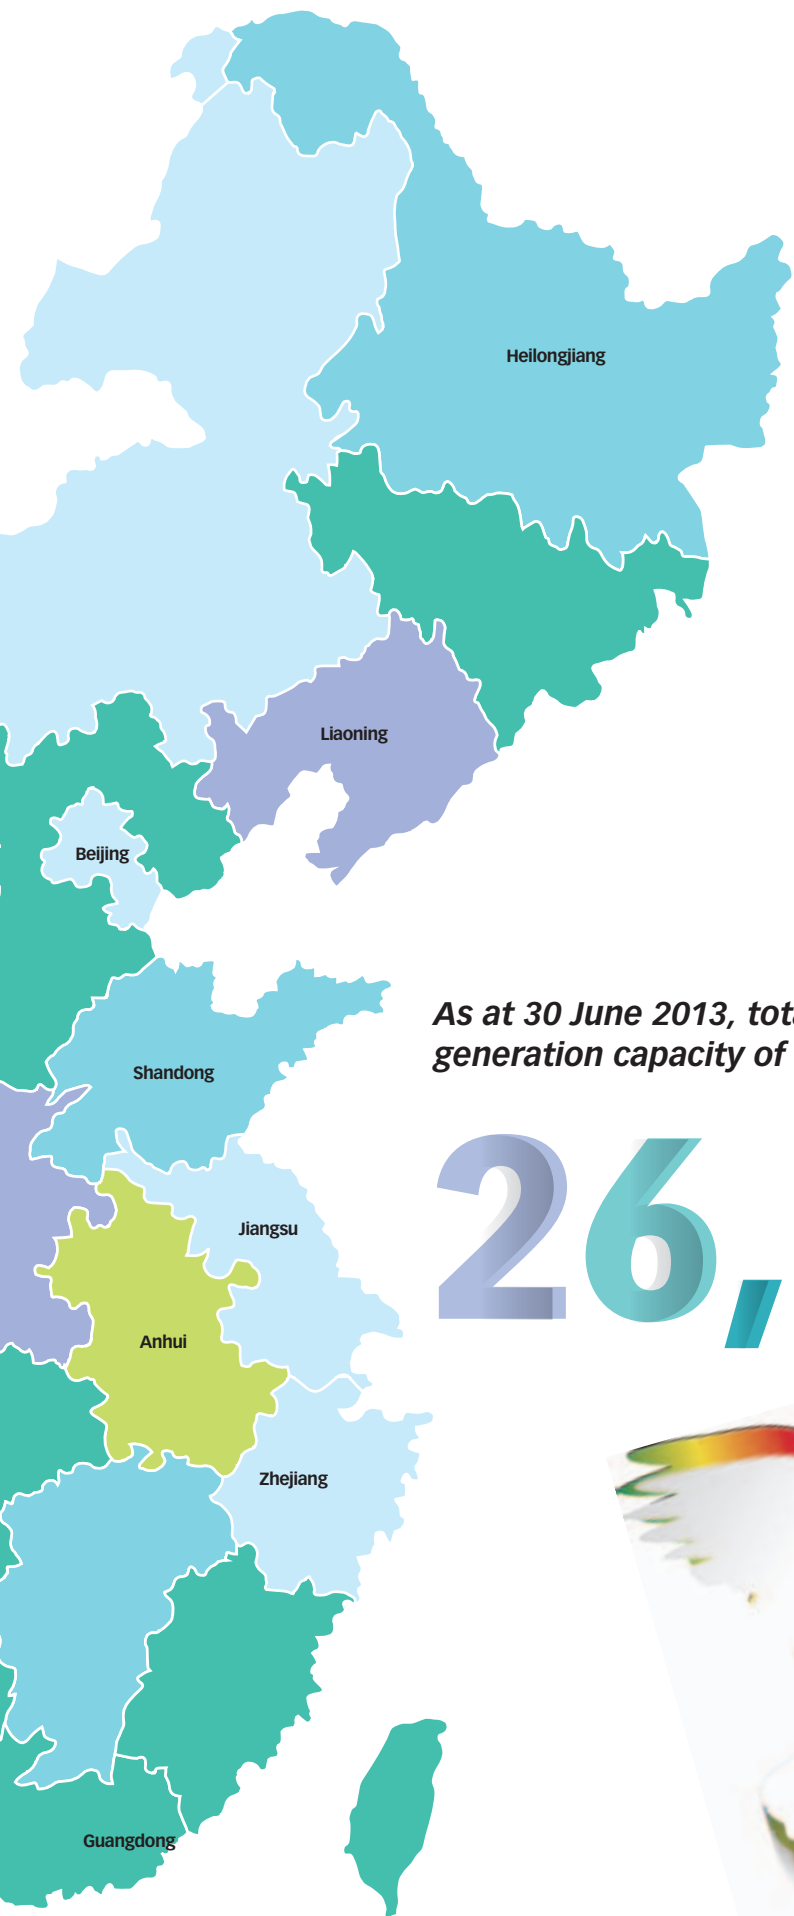 Heilongjiang
Liaoning
Beijing
As at 30 June 2013,
generation capacity of
Shandong
26,
Jiangsu
Anhui
Zhejiang
Guangdong